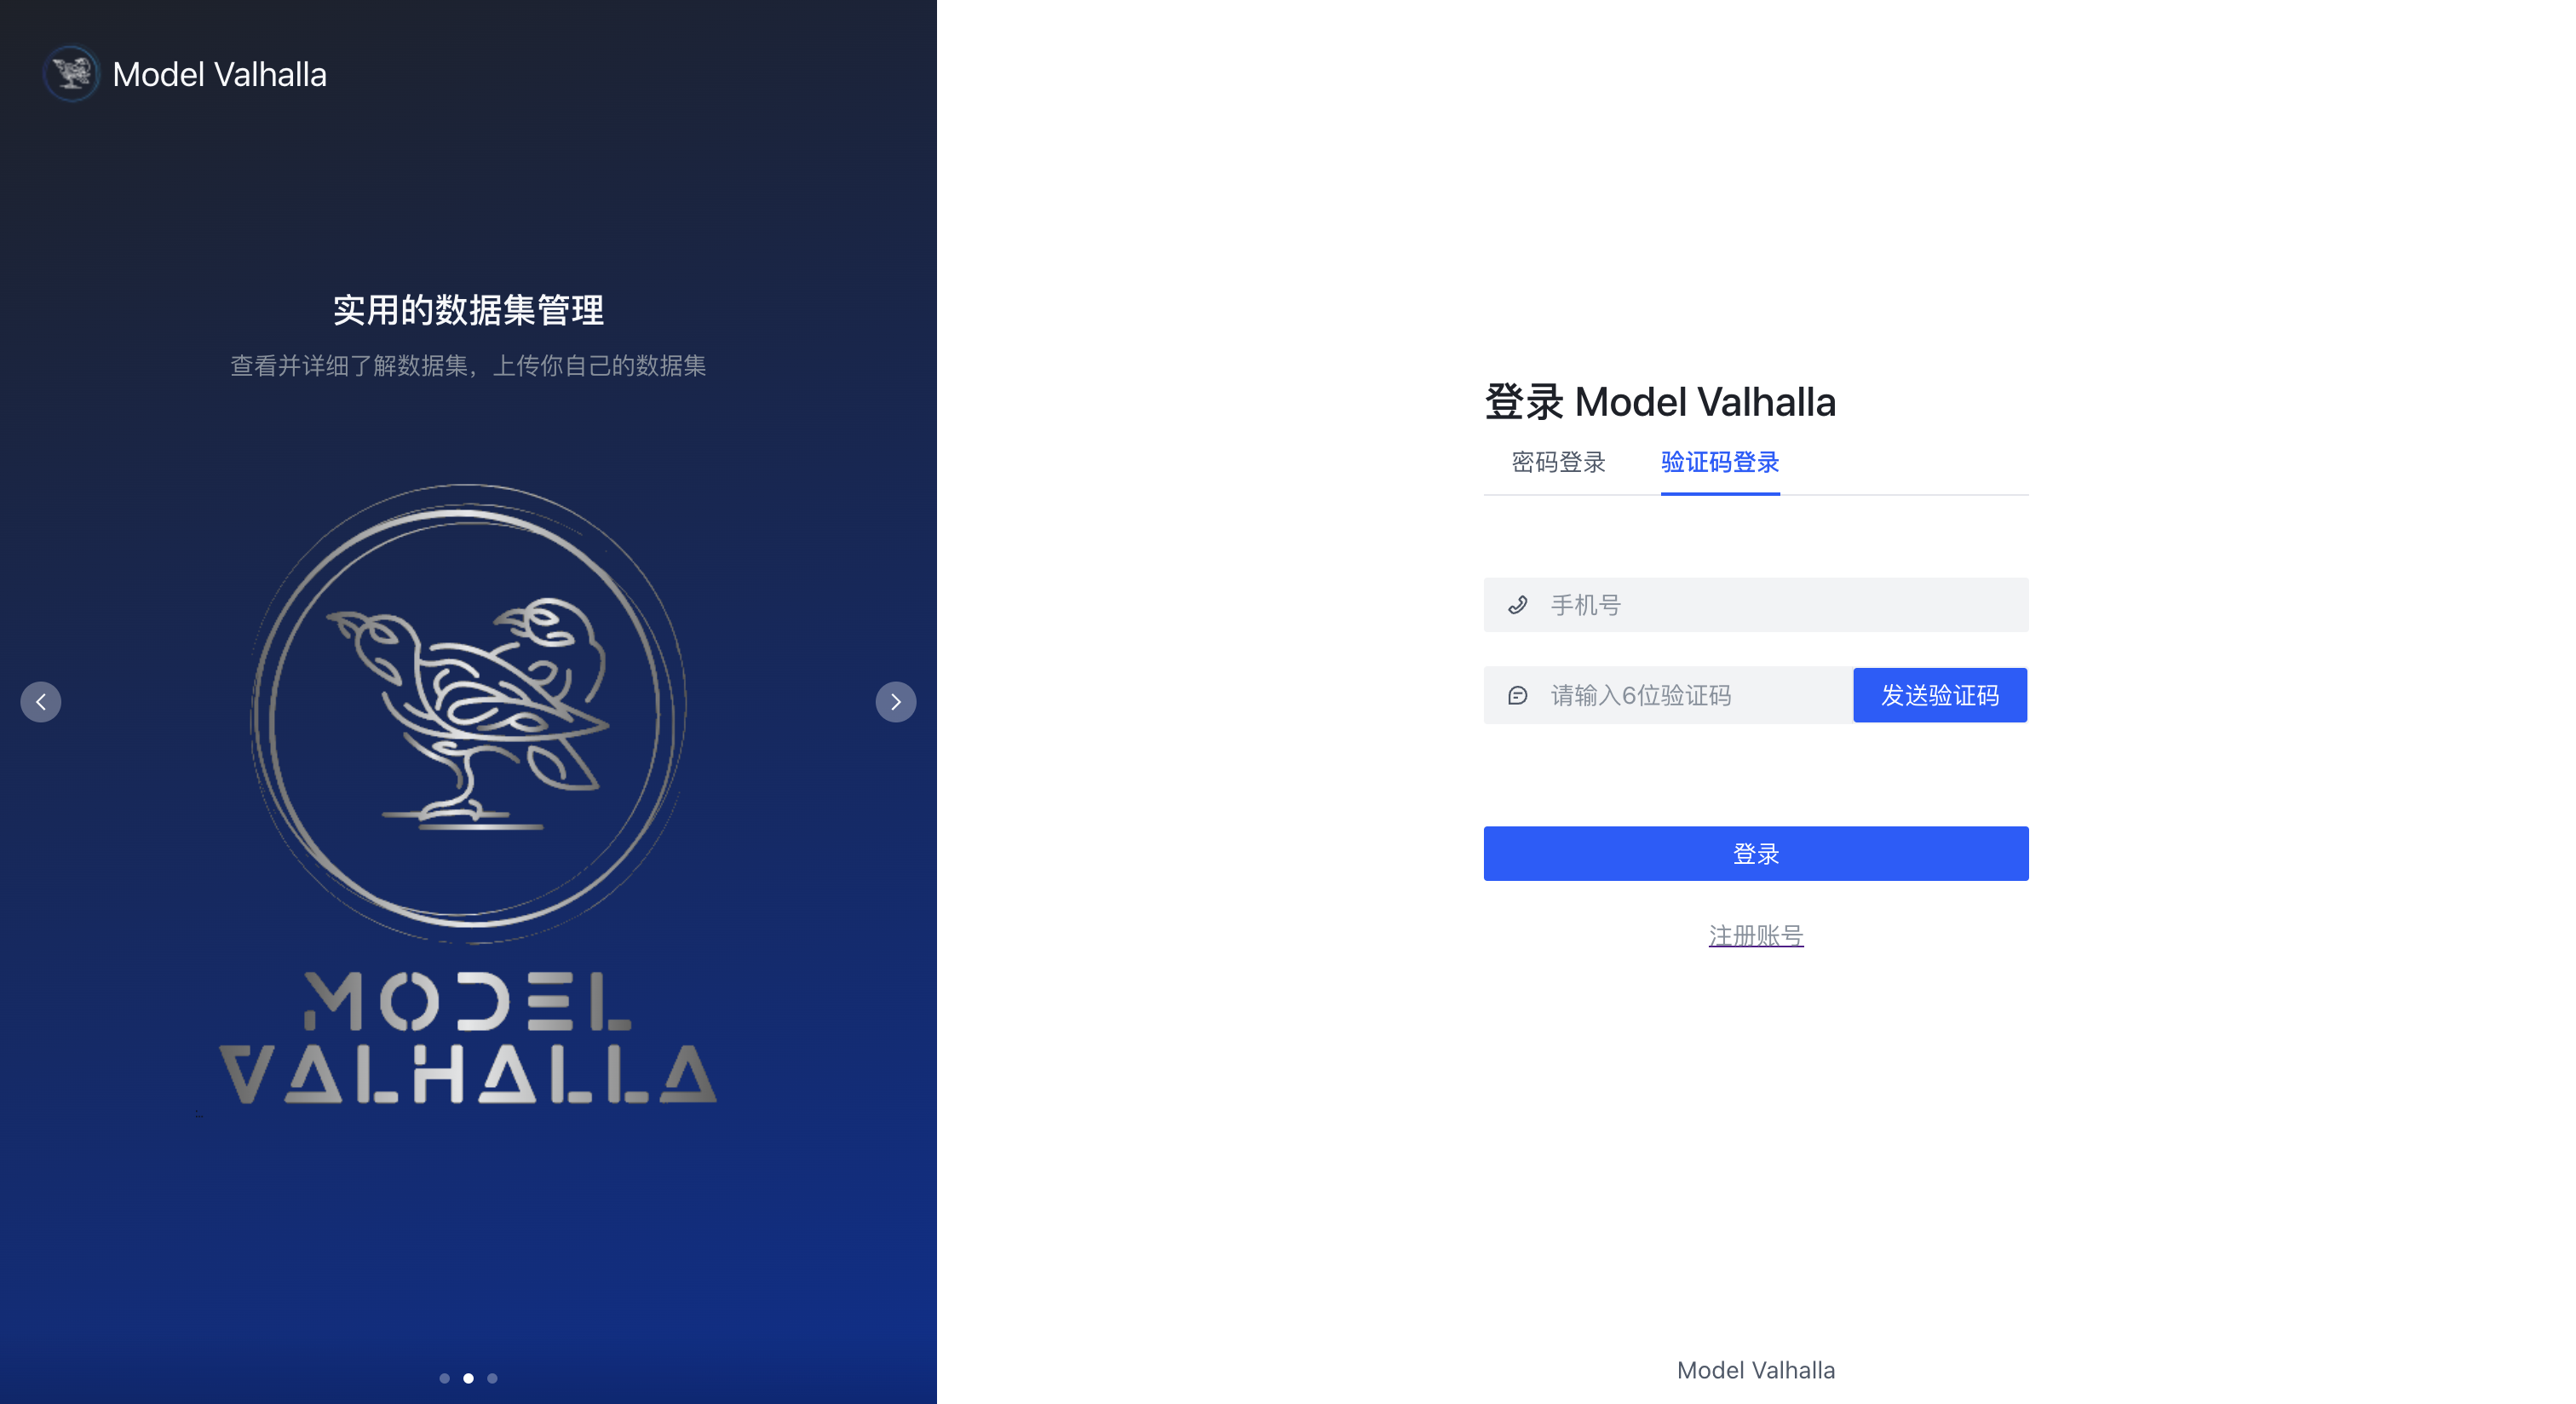 Model Valhalla
实用的数据集管理
查看并详细了解数据集，上传你自己的数据集
MODEL
VALHALLA
登录 Model Valhalla
密码登录
验证码登录
手机号
请输入6位验证码
发送验证码
登录
注册账号
Model Valhalla